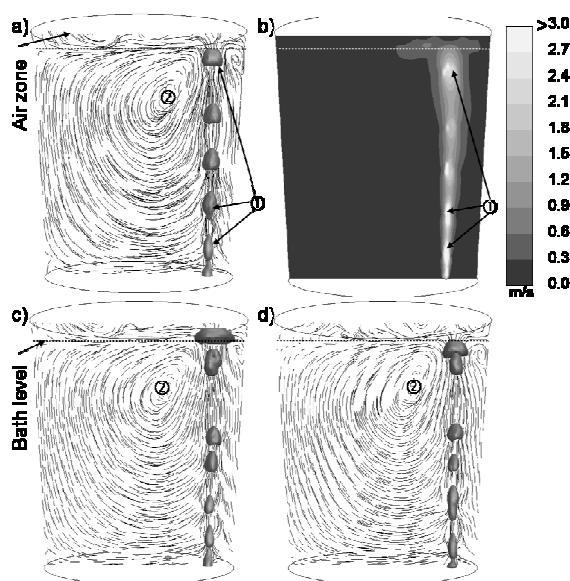 a)
Air zone
②
①
b)
①
>3.0
2.7
2.4
2.1
1.8
1.5
1.2
0.9
0.6
0.3
0.0
m/s
c)
Bath level
②
d)
②